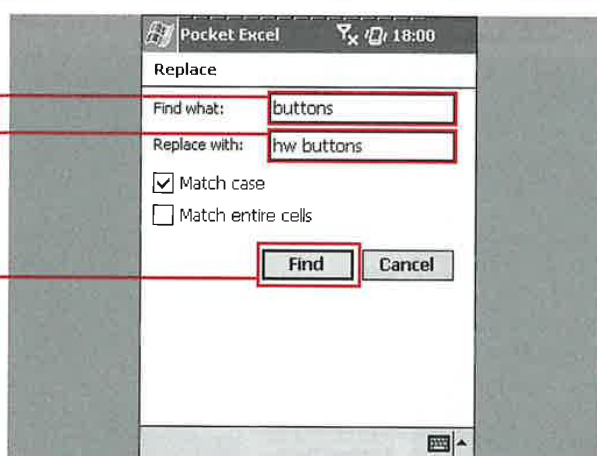 Pocket Excel 18:00
Replace
Find what: buttons
Replace with: hw buttons
Match case
Match entire cells
Find Cancel